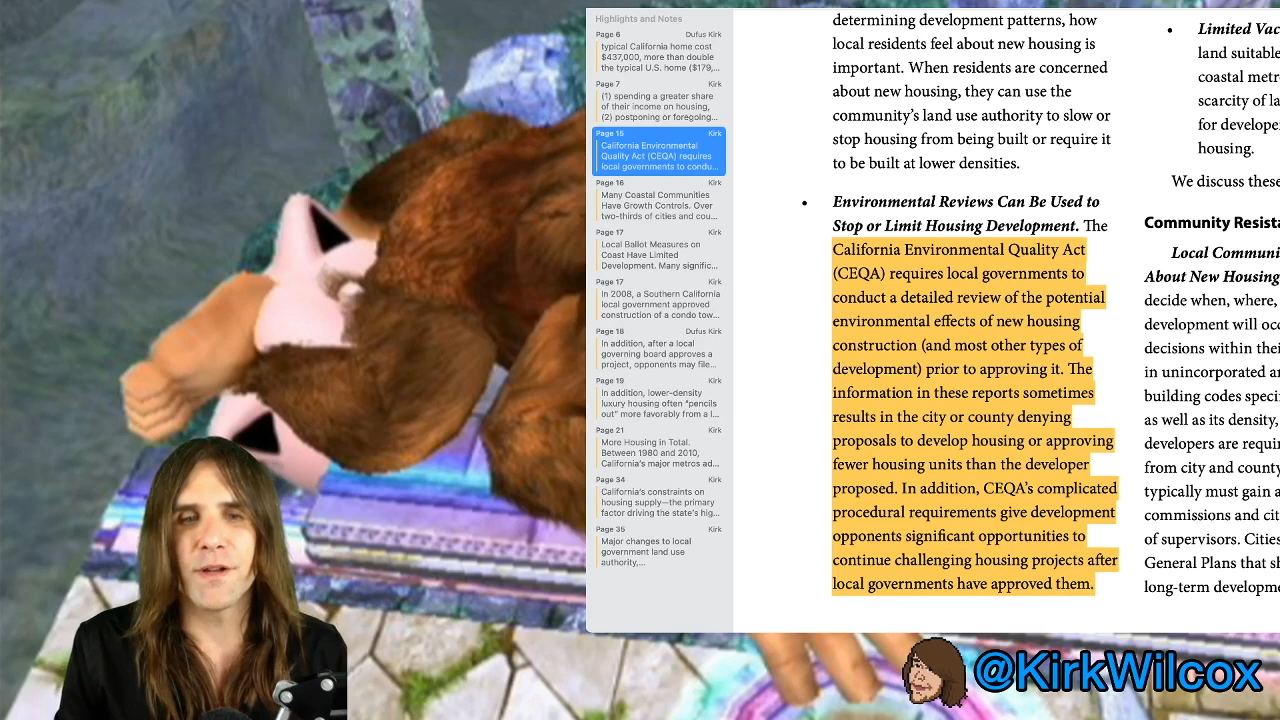 Highlights and Notes
Page 6 Dufus Kirk
typical California home cost
$437,000, more than double
the typical U.S. home ($179,...
Page 7 Kirk
(1) spending a greater share
of their income on housing,
(2) postponing or foregoing...
Page 15 Kirk
California Environmental
Quality Act (CEQA) requires
local governments to condu...
Page 16 Kirk
Many Coastal Communities
Have Growth Controls. Over
two-thirds of cities and cou...
Page 17 Kirk
Local Ballot Measures on
Coast Have Limited
Development. Many signific...
Page 17 Kirk
In 2008, a Southern California
local government approved
construction of a condo tow...
Page 18 Dufus Kirk
In addition, after a local
governing board approves a
project, opponents may file...
Page 19 Kirk
In addition, lower-density
luxury housing often “pencils
out” more favorably from a l...
Page 21 Kirk
More Housing in Total.
Between 1980 and 2010,
California’s major metros ad...
Page 34 Kirk
California’s constraints on
housing supply—the primary
factor driving the state’s hig...
Page 35 Kirk
Major changes to local
government land use
authority,...
determining development patterns, how
local residents feel about new housing is
important. When residents are concerned
about new housing, they can use the
community’s land use authority to slow or
stop housing from being built or require it
to be built at lower densities.
• Environmental Reviews Can Be Used to
Stop or Limit Housing Development. The
California Environmental Quality Act
(CEQA) requires local governments to
conduct a detailed review of the potential
environmental effects of new housing
construction (and most other types of
development) prior to approving it. The
information in these reports sometimes
results in the city or county denying
proposals to develop housing or approving
fewer housing units than the developer
proposed. In addition, CEQA’s complicated
procedural requirements give development
opponents significant opportunities to
continue challenging housing projects after
local governments have approved them.
• Limited Vac
land suitable
coastal metr
scarcity of la
for develope
housing.
We discuss these
Community Resista
Local Communi
About New Housing
decide when, where,
development will occ
decisions within thei
in unincorporated ar
building codes speci
as well as its density,
developers are requir
from city and county
typically must gain a
commissions and cit
of supervisors. Cities
General Plans that sh
long-term developme
@KirkWilcox